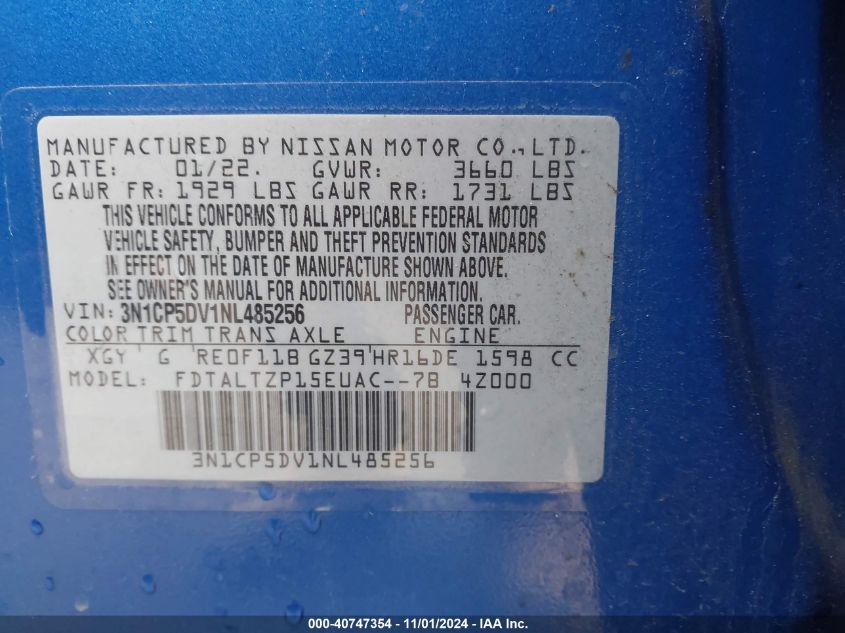 MANUFACTURED BY NISSAN MOTOR CO., LTD.
DATE: 01/22. GVWR: 3660 LBS
GAWR FR: 1929 LBS GAWR RR: 1731 LBS
THIS VEHICLE CONFORMS TO ALL APPLICABLE FEDERAL MOTOR
VEHICLE SAFETY, BUMPER AND THEFT PREVENTION STANDARDS
IN EFFECT ON THE DATE OF MANUFACTURE SHOWN ABOVE.
SEE OWNER'S MANUAL FOR ADDITIONAL INFORMATION.
VIN: 3N1CP5DV1NL485256 PASSENGER CAR.
COLOR TRIM TRANS AXLE ENGINE
XGY G RE0F11B GZ39 HR16DE 1598 CC
MODEL: FDTALTZP15EUAC--7B 4Z000
3N1CP5DV1NL485256
000-40747354 - 11/01/2024 - IAA Inc.